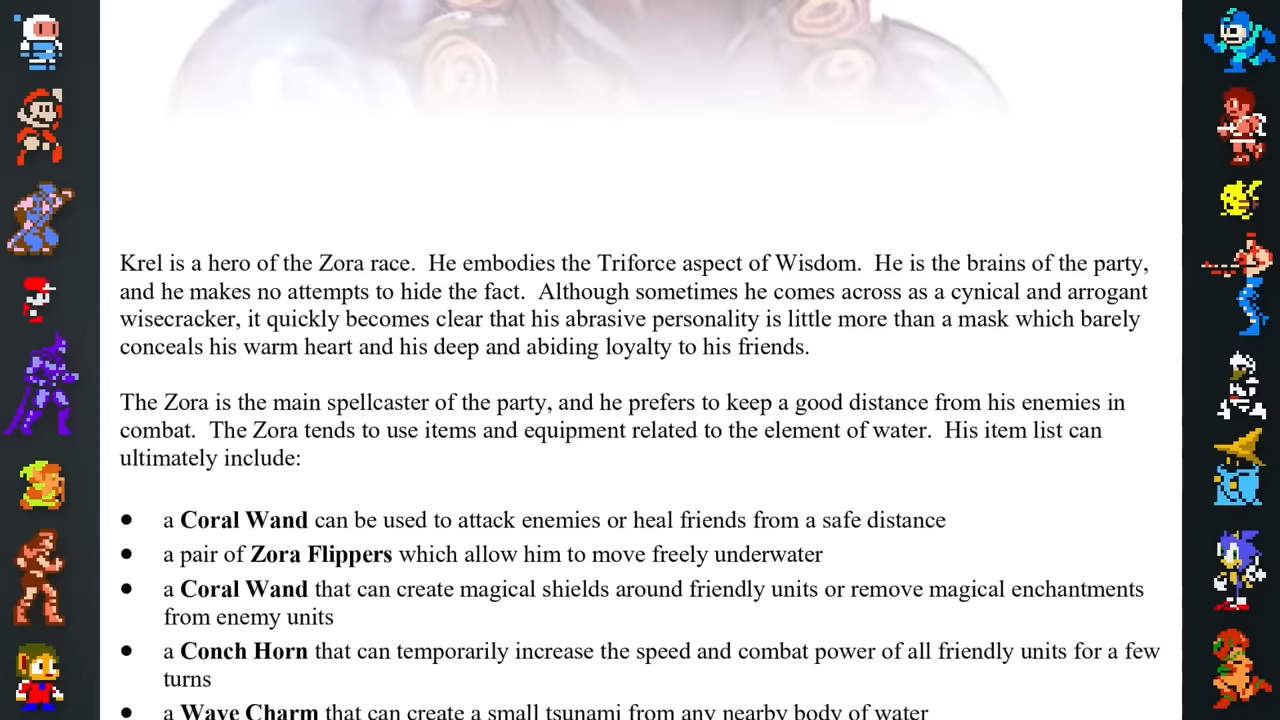 Krel is a hero of the Zora race.  He embodies the Triforce aspect of Wisdom.  He is the brains of the party,
and he makes no attempts to hide the fact.  Although sometimes he comes across as a cynical and arrogant
wisecracker, it quickly becomes clear that his abrasive personality is little more than a mask which barely
conceals his warm heart and his deep and abiding loyalty to his friends.
The Zora is the main spellcaster of the party, and he prefers to keep a good distance from his enemies in
combat.  The Zora tends to use items and equipment related to the element of water.  His item list can
ultimately include:
• a Coral Wand can be used to attack enemies or heal friends from a safe distance
• a pair of Zora Flippers which allow him to move freely underwater
• a Coral Wand that can create magical shields around friendly units or remove magical enchantments
from enemy units
• a Conch Horn that can temporarily increase the speed and combat power of all friendly units for a few
turns
• a Wave Charm that can create a small tsunami from any nearby body of water